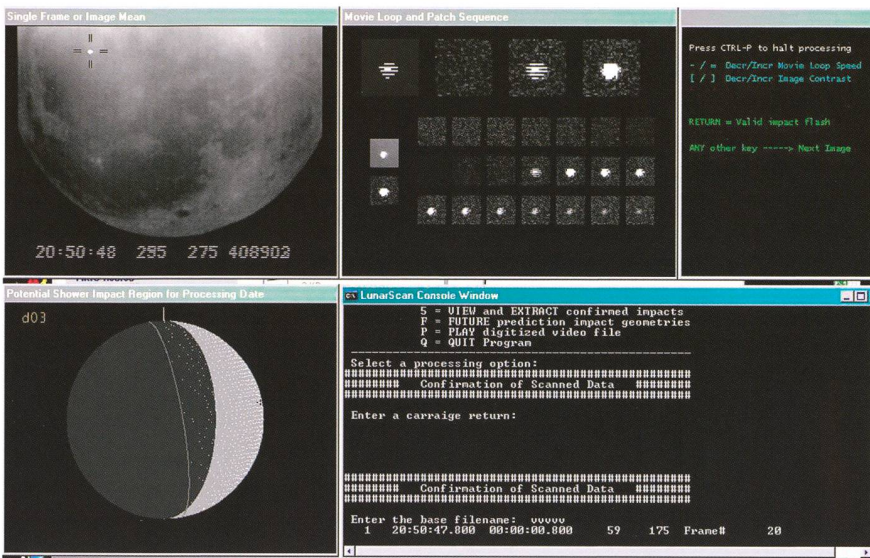 Single Frame or Image Mean
20:50:48 295 275 408902
Movie Loop and Patch Sequence
Press CTRL-P to halt processing
- / = Decr/Incr Movie Loop Speed
[ / ] Decr/Incr Image Contrast
RETURN = Valid impact flash
ANY other key -----> Next Image
Potential Shower Impact Region for Processing Date
d03
LunarScan Console Window
5 = VIEW and EXTRACT confirmed impacts
F = FUTURE prediction impact geometries
P = PLAY digitized video file
Q = QUIT Program
Select a processing option:
######## Confirmation of Scanned Data ########
Enter a carraige return:
######## Confirmation of Scanned Data ########
Enter the base filename: vvvvv
1 20:50:47.800 00:00:00.800 59 175 Frame# 20